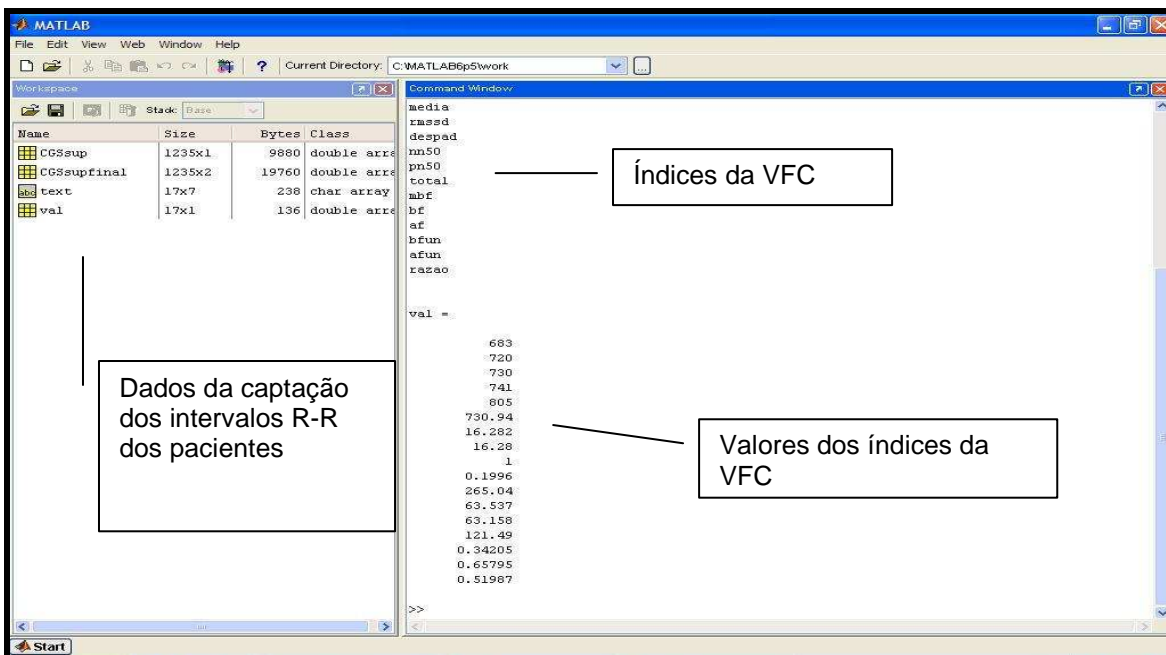 MATLAB
File Edit View Web Window Help
? Current Directory: C:\MATLAB6p5\work ...
Workspace
Stack: Base
Name Size Bytes Class
CGSsup 1235x1 9880 double arra
CGSsupfinal 1235x2 19760 double arra
abc text 17x7 238 char array
val 17x1 136 double arra
Dados da captação
dos intervalos R-R
dos pacientes
Command Window
media
rmssd
despad
nn50
pn50
total
mbf
bf
af
bfun
afun
razao
Índices da VFC
val =
683
720
730
741
805
730.94
16.282
16.28
1
0.1996
265.04
63.537
63.158
121.49
0.34205
0.65795
0.51987
Valores dos índices da
VFC
>>
Start